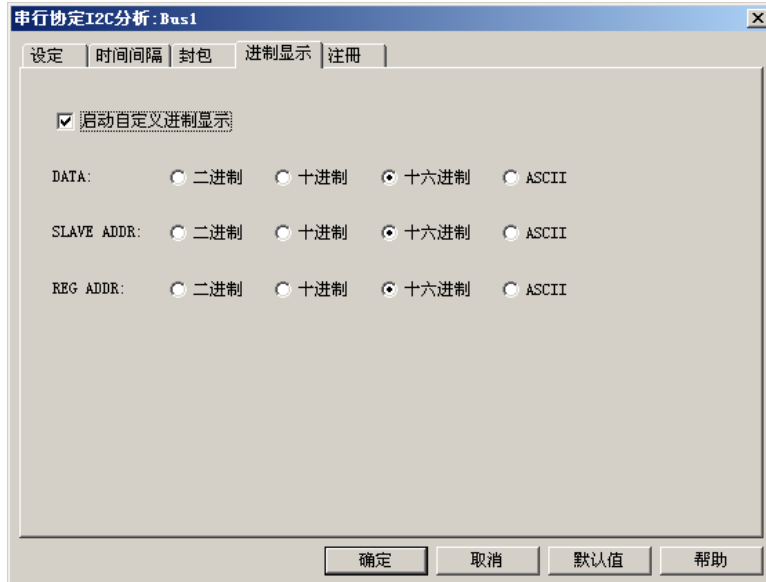 串行协定I2C分析:Bus1
设定 时间间隔 封包 进制显示 注册
启动自定义进制显示
DATA: 二进制 十进制 十六进制 ASCII
SLAVE ADDR: 二进制 十进制 十六进制 ASCII
REG ADDR: 二进制 十进制 十六进制 ASCII
确定 取消 默认值 帮助